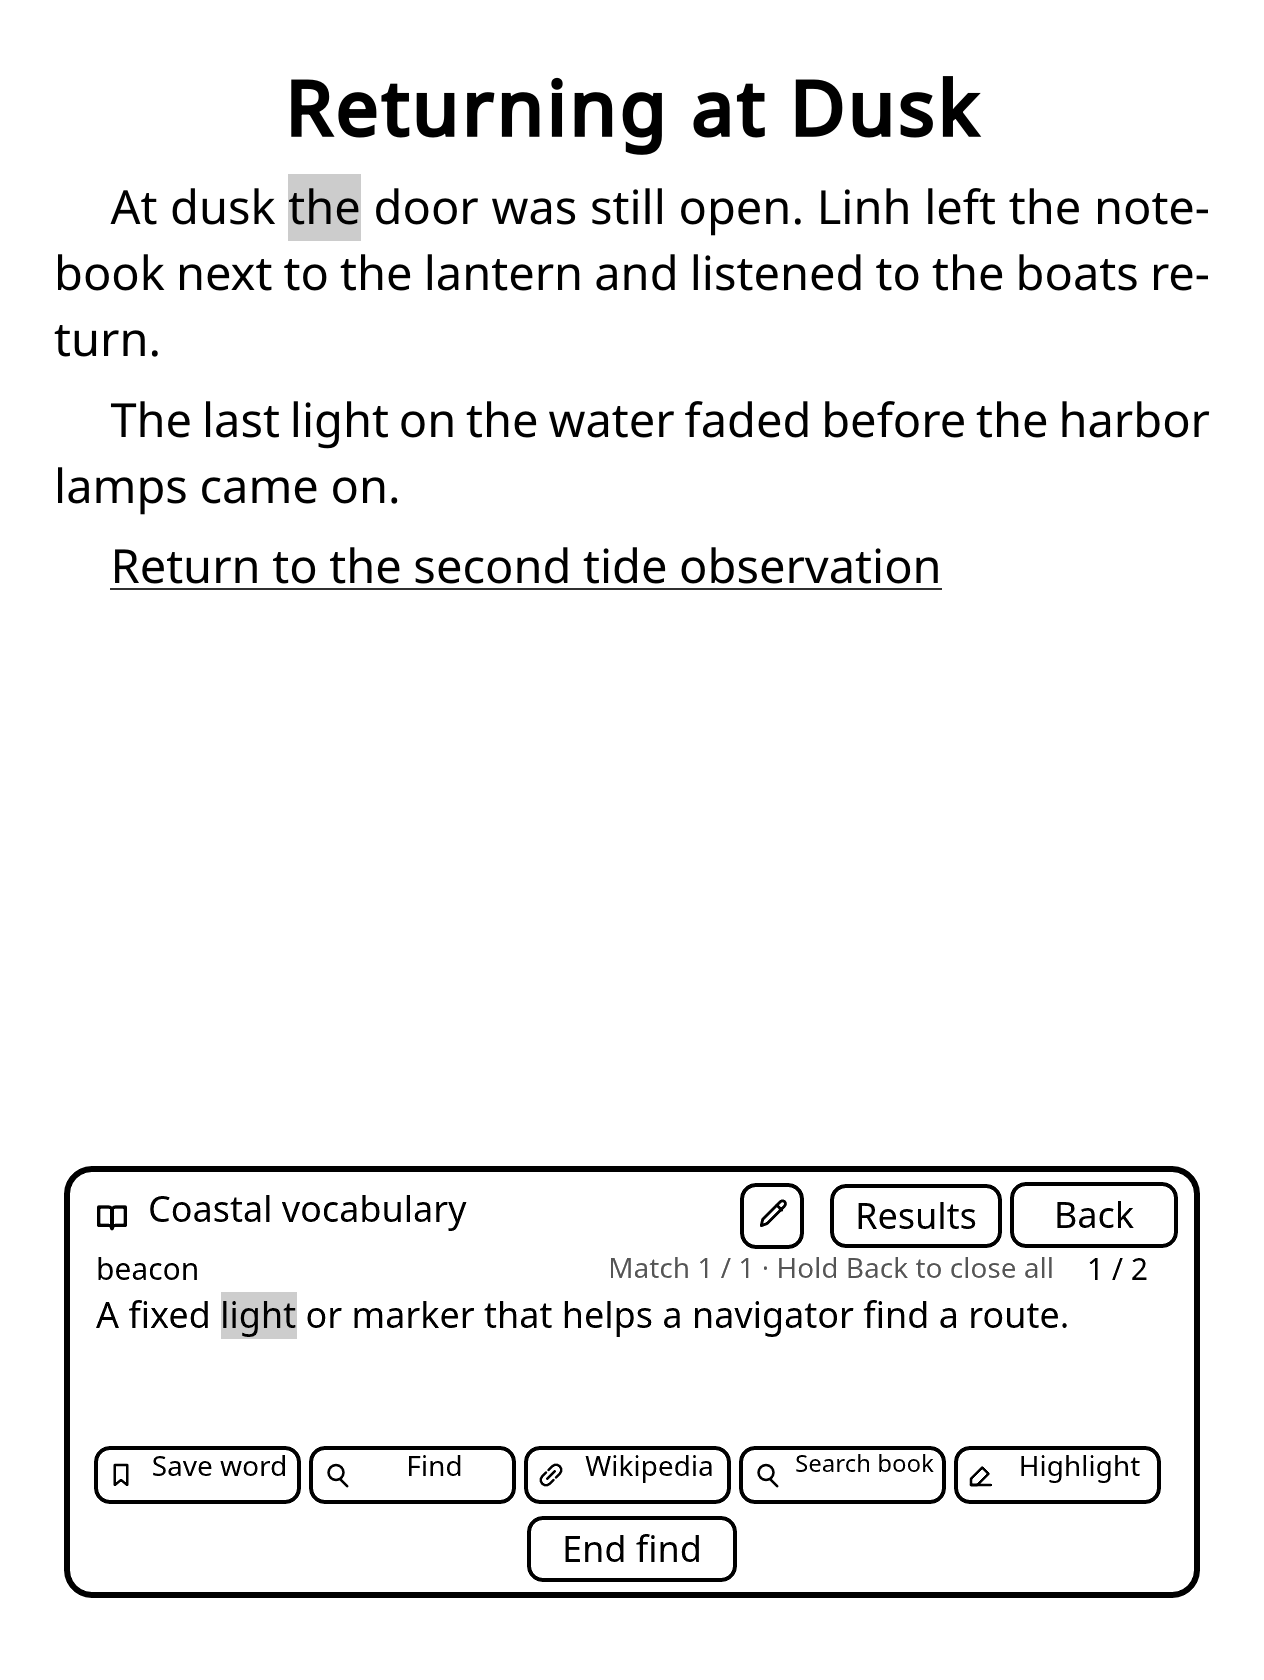 Returning at Dusk
At dusk the door was still open. Linh left the note-
book next to the lantern and listened to the boats re-
turn.
The last light on the water faded before the harbor
lamps came on.
Return to the second tide observation
Coastal vocabulary
Results
Back
beacon
Match 1 / 1 · Hold Back to close all
1 / 2
A fixed light or marker that helps a navigator find a route.
Save word
Find
Wikipedia
Search book
Highlight
End find